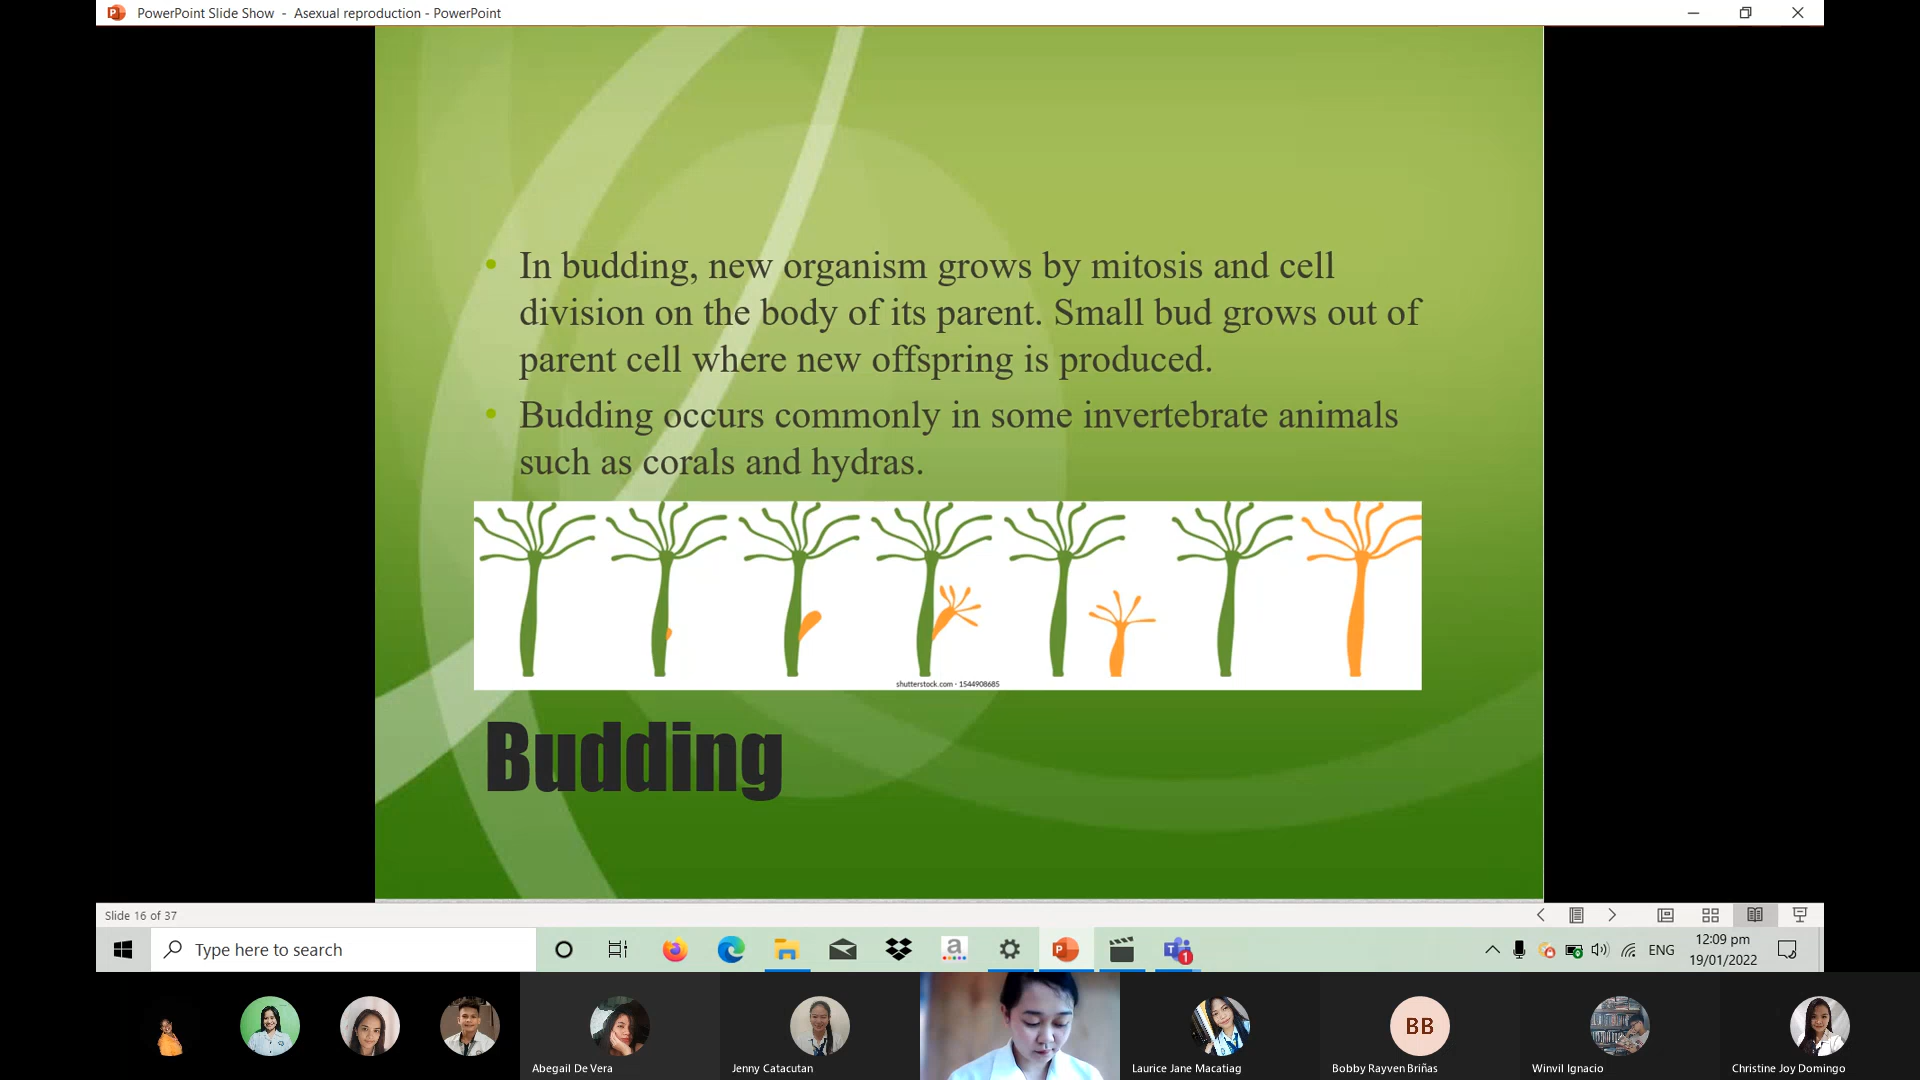 PowerPoint Slide Show - Asexual reproduction - PowerPoint
• In budding, new organism grows by mitosis and cell
division on the body of its parent. Small bud grows out of
parent cell where new offspring is produced.
• Budding occurs commonly in some invertebrate animals
such as corals and hydras.
shutterstock.com · 1544908685
Budding
Slide 16 of 37
Type here to search
a
1
ENG
12:09 pm
19/01/2022
BB
Abegail De Vera
Jenny Catacutan
Laurice Jane Macatiag
Bobby Rayven Briñas
Winvil Ignacio
Christine Joy Domingo